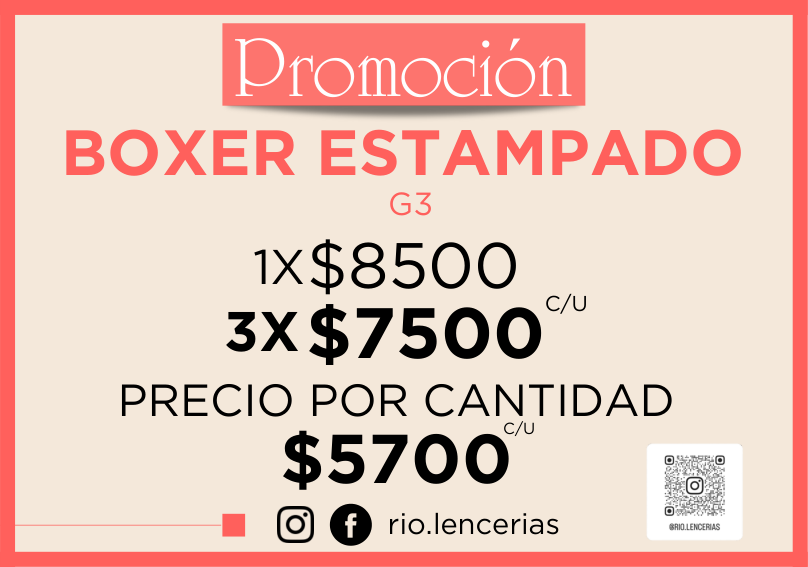 Promoción
BOXER ESTAMPADO
G3
1X$8500
3X$7500 C/U
PRECIO POR CANTIDAD
$5700 C/U
rio.lencerias
@RIO.LENCERIAS